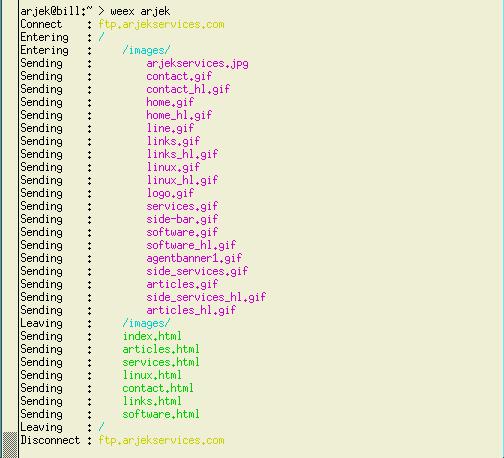 arjek@bill:~ > weex arjek
Connect    : ftp.arjekservices.com
Entering   : /
Entering   :     /images/
Sending    :         arjekservices.jpg
Sending    :         contact.gif
Sending    :         contact_hl.gif
Sending    :         home.gif
Sending    :         home_hl.gif
Sending    :         line.gif
Sending    :         links.gif
Sending    :         links_hl.gif
Sending    :         linux.gif
Sending    :         linux_hl.gif
Sending    :         logo.gif
Sending    :         services.gif
Sending    :         side-bar.gif
Sending    :         software.gif
Sending    :         software_hl.gif
Sending    :         agentbanner1.gif
Sending    :         side_services.gif
Sending    :         articles.gif
Sending    :         side_services_hl.gif
Sending    :         articles_hl.gif
Leaving    :     /images/
Sending    :     index.html
Sending    :     articles.html
Sending    :     services.html
Sending    :     linux.html
Sending    :     contact.html
Sending    :     links.html
Sending    :     software.html
Leaving    : /
Disconnect : ftp.arjekservices.com